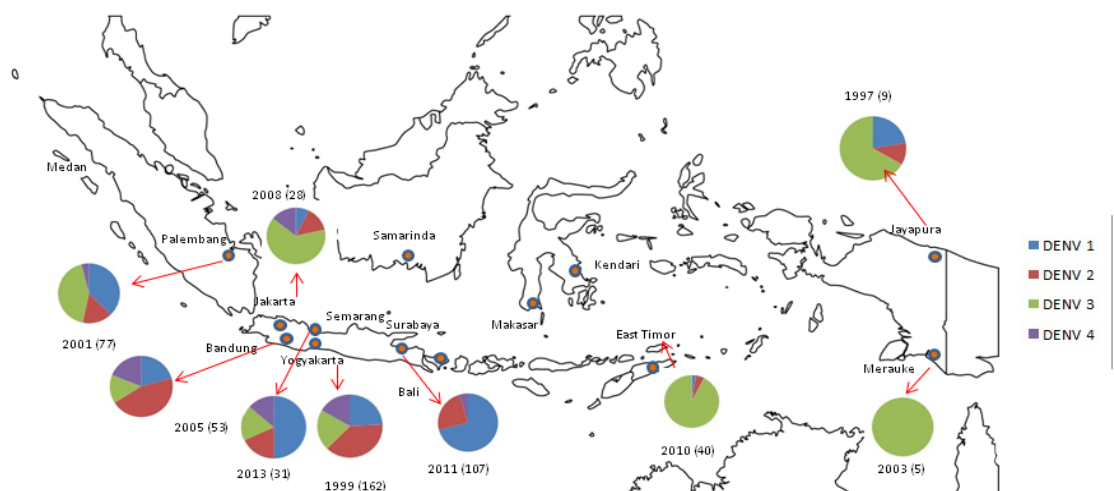 1997 (9)
Medan
2008 (28)
Palembang
Samarinda
Jayapura
DENV 1
DENV 2
DENV 3
DENV 4
Kendari
Jakarta
Semarang
Surabaya
Makasar
East Timor
2001 (77)
Bandung
Yogyakarta
Merauke
Bali
2005 (53)
2013 (31)
1999 (162)
2011 (107)
2010 (40)
2003 (5)